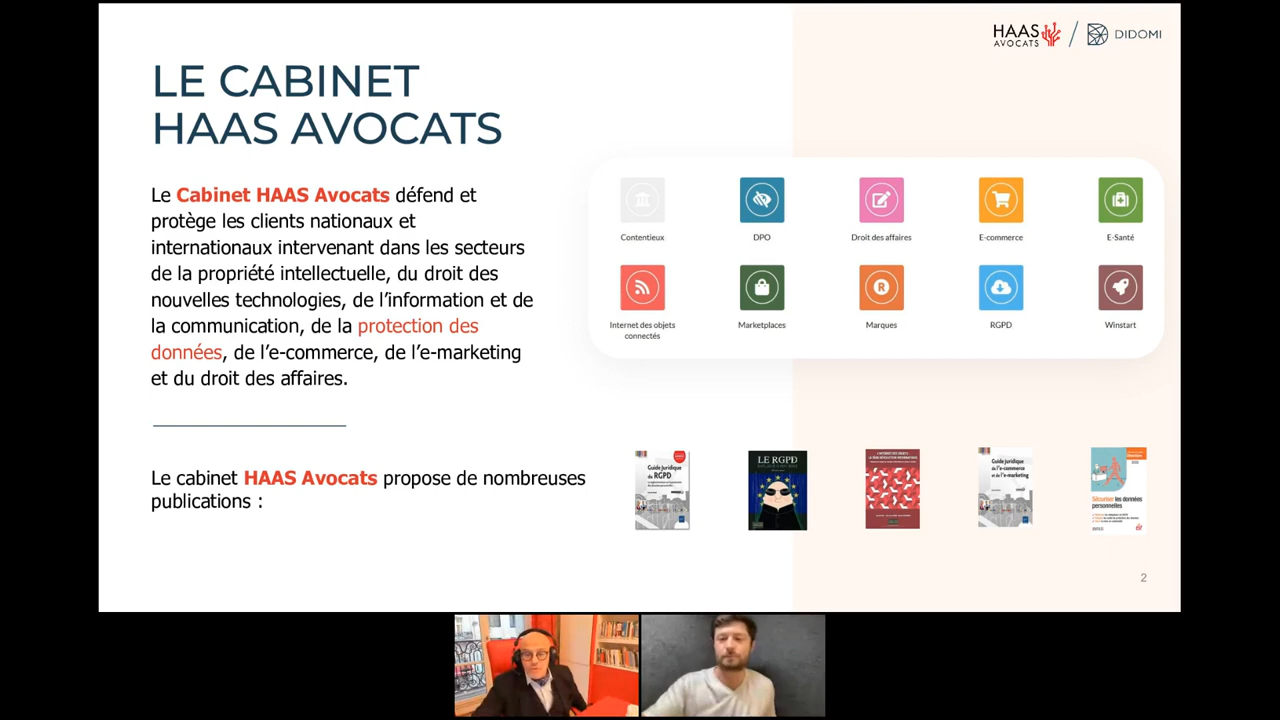 HAAS
AVOCATS
DIDOMI
LE CABINET
HAAS AVOCATS
Le Cabinet HAAS Avocats défend et
protège les clients nationaux et
internationaux intervenant dans les secteurs
de la propriété intellectuelle, du droit des
nouvelles technologies, de l'information et de
la communication, de la protection des
données, de l'e-commerce, de l'e-marketing
et du droit des affaires.
Contentieux
DPO
Droit des affaires
E-commerce
E-Santé
Internet des objets
connectés
Marketplaces
R
Marques
RGPD
Winstart
Le cabinet HAAS Avocats propose de nombreuses
publications :
Guide juridique
du RGPD
LE RGPD
Guide juridique
de l'e-commerce
et de l'e-marketing
Sécuriser les données
personnelles
2